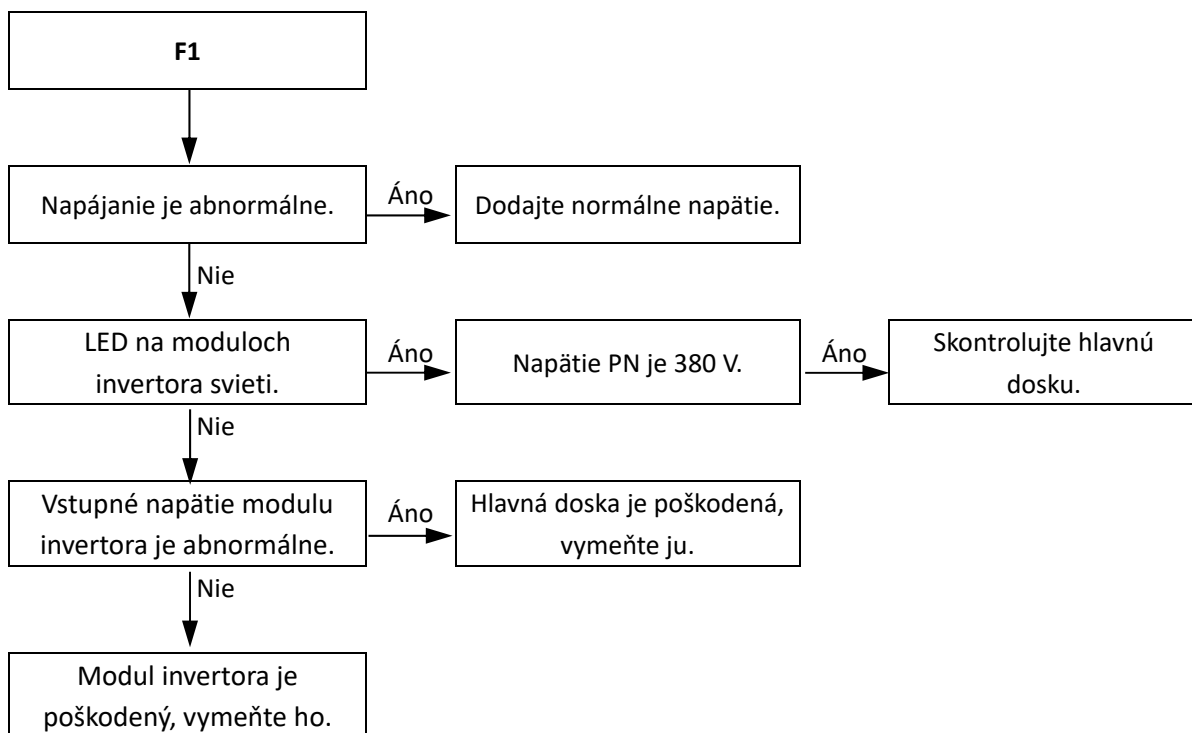 F1
Napájanie je abnormálne.
Áno
Dodajte normálne napätie.
Nie
LED na moduloch
invertora svieti.
Áno
Napätie PN je 380 V.
Áno
Skontrolujte hlavnú
dosku.
Nie
Vstupné napätie modulu
invertora je abnormálne.
Áno
Hlavná doska je poškodená,
vymeňte ju.
Nie
Modul invertora je
poškodený, vymeňte ho.